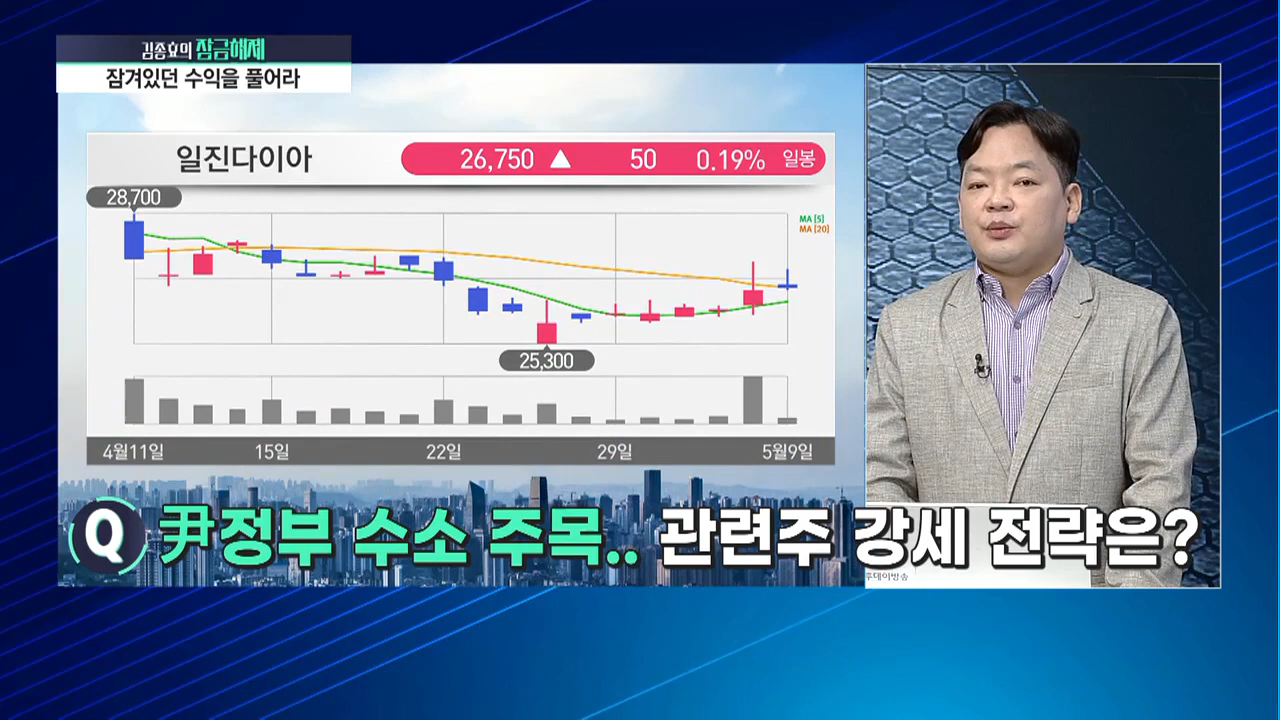 김종효의 잠금해제
잠겨있던 수익을 풀어라
일진다이아
26,750 ▲ 50 0.19% 일봉
28,700
MA [5]
MA [20]
25,300
4월11일 15일 22일 29일 5월9일
Q 尹정부 수소 주목.. 관련주 강세 전략은?